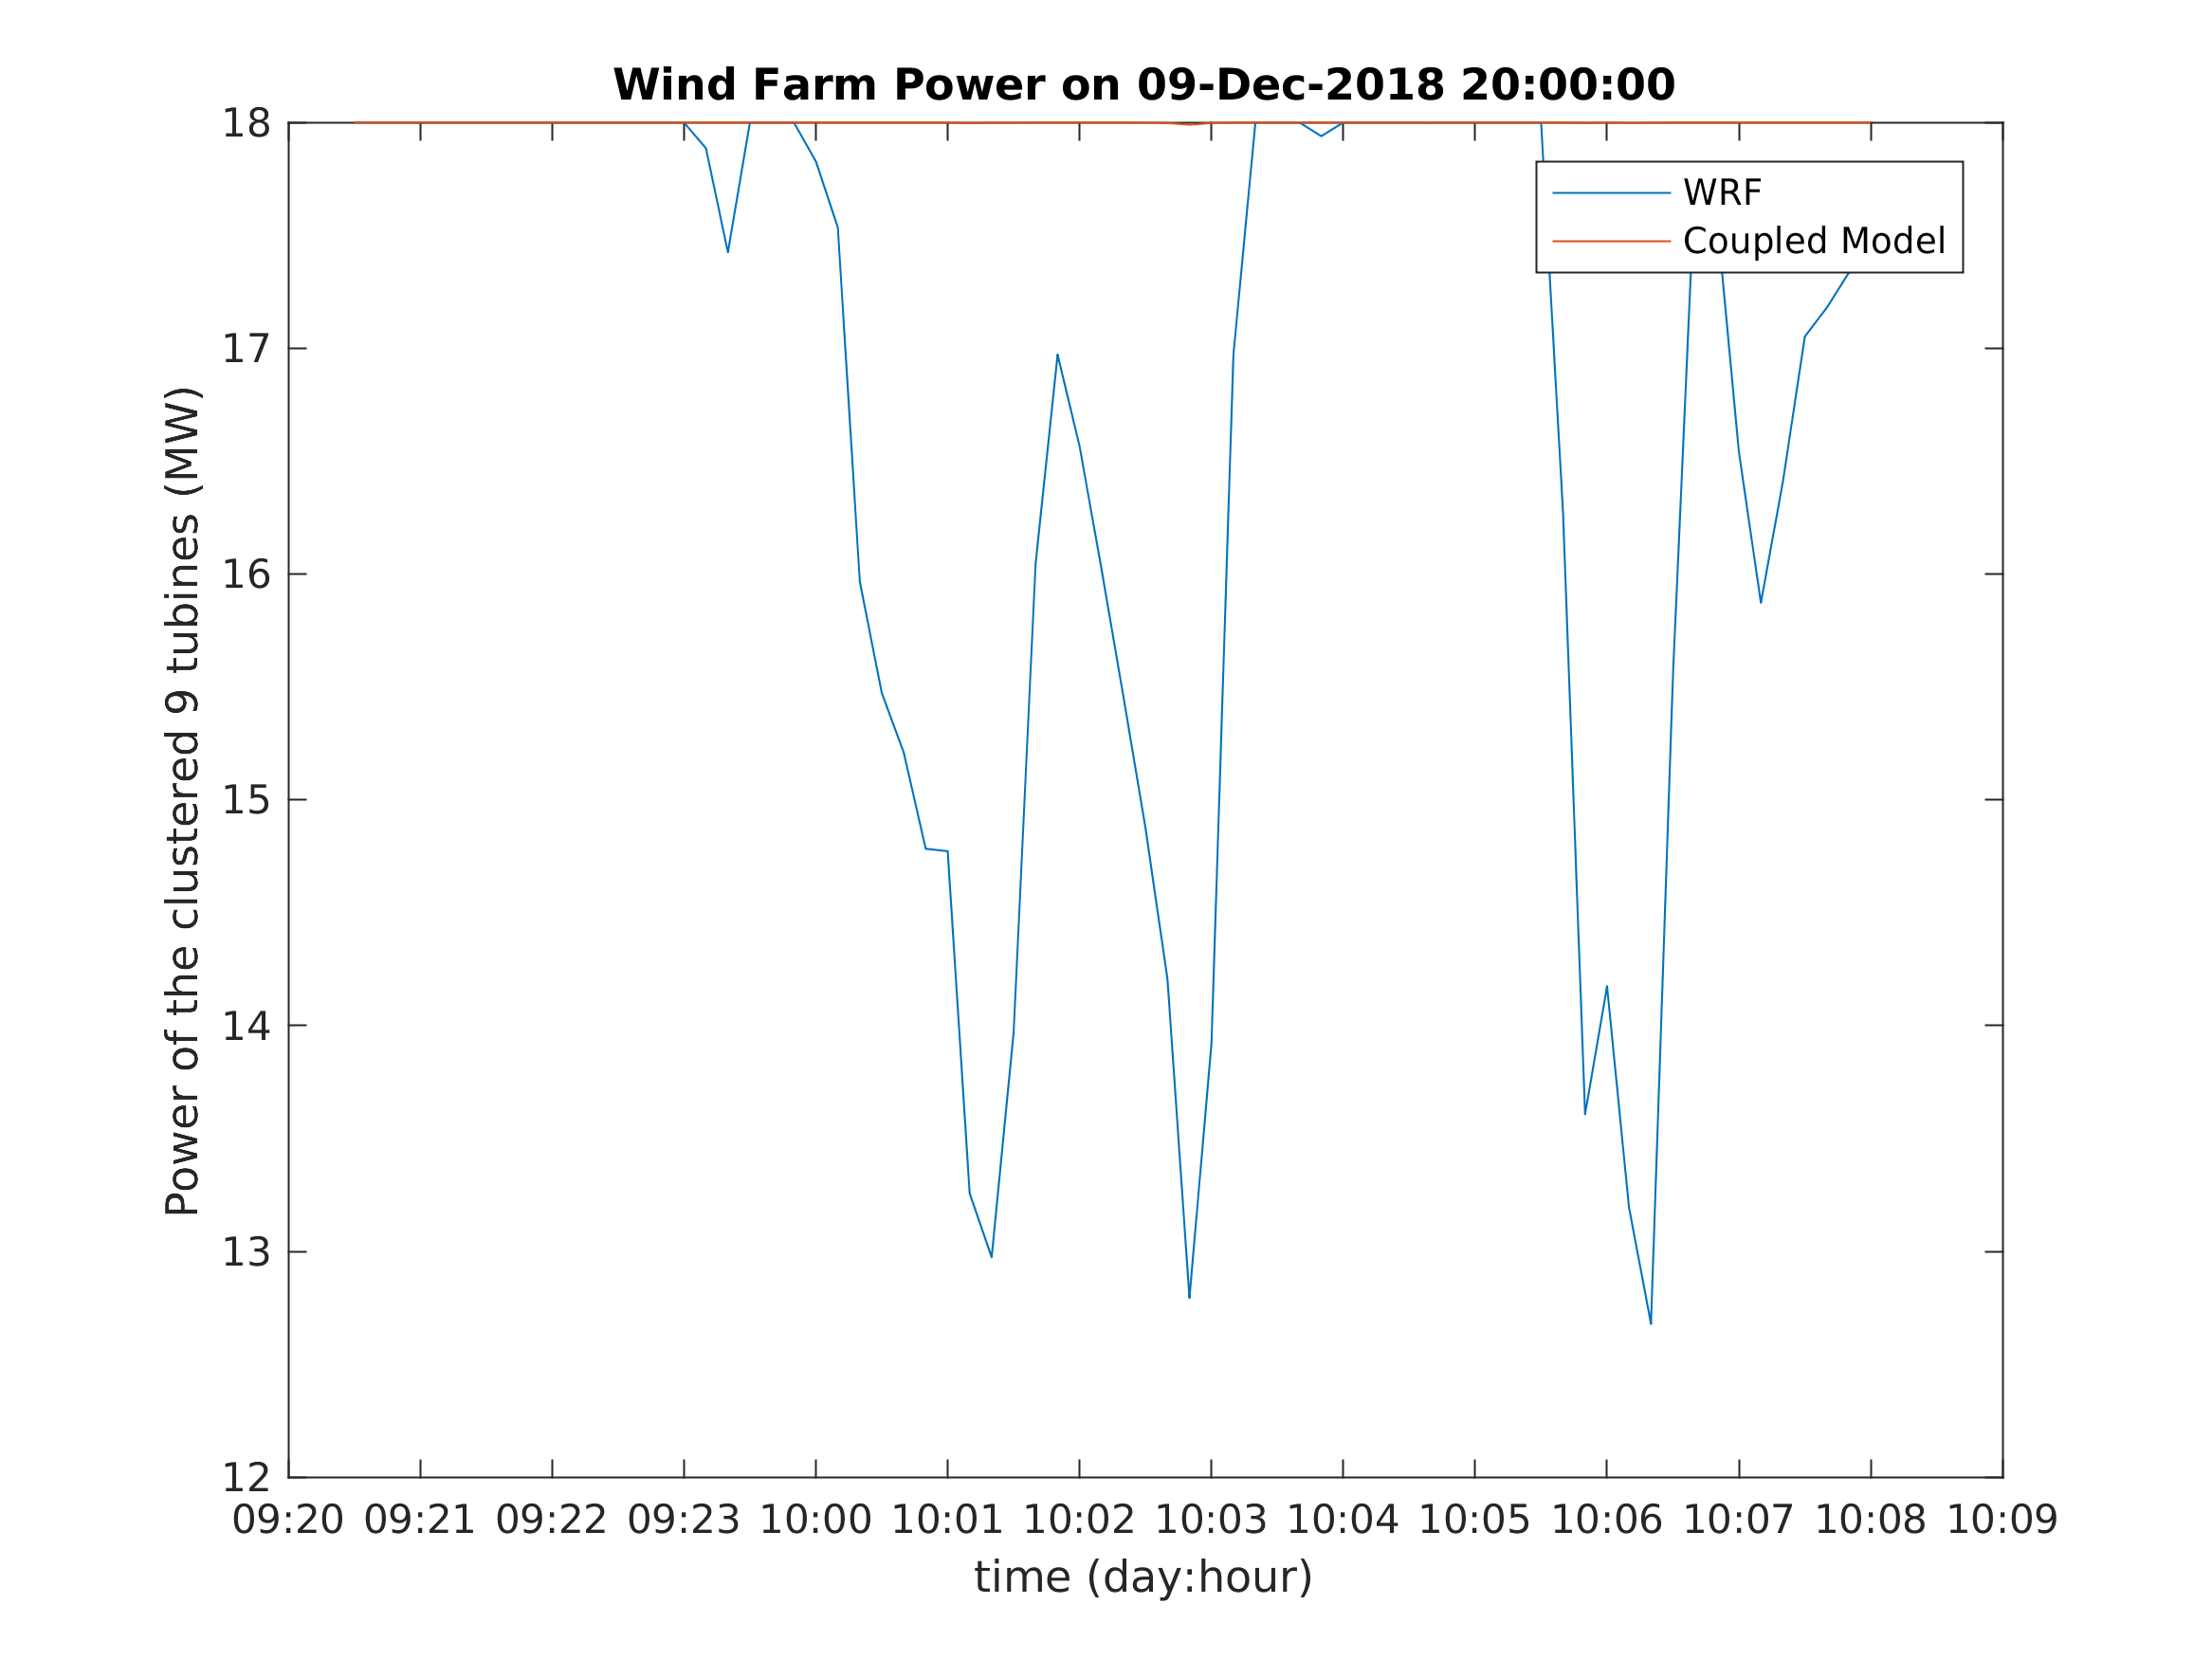 Wind Farm Power on 09-Dec-2018 20:00:00
18
17
16
15
14
13
12
Power of the clustered 9 tubines (MW)
WRF
Coupled Model
09:20 09:21 09:22 09:23 10:00 10:01 10:02 10:03 10:04 10:05 10:06 10:07 10:08 10:09
time (day:hour)